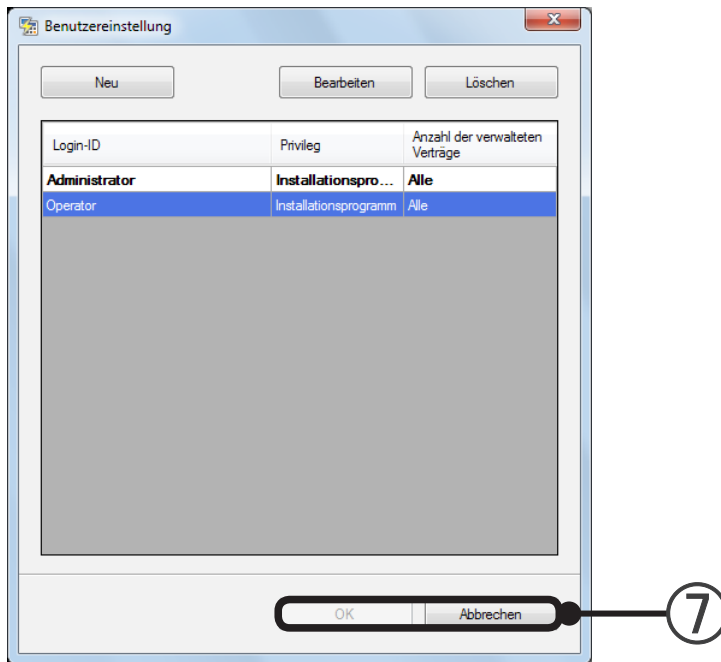 Benutzereinstellung
Neu Bearbeiten Löschen
Login-ID Privileg Anzahl der verwalteten
Verträge
Administrator Installationspro... Alle
Operator Installationsprogramm Alle
OK Abbrechen
⑦